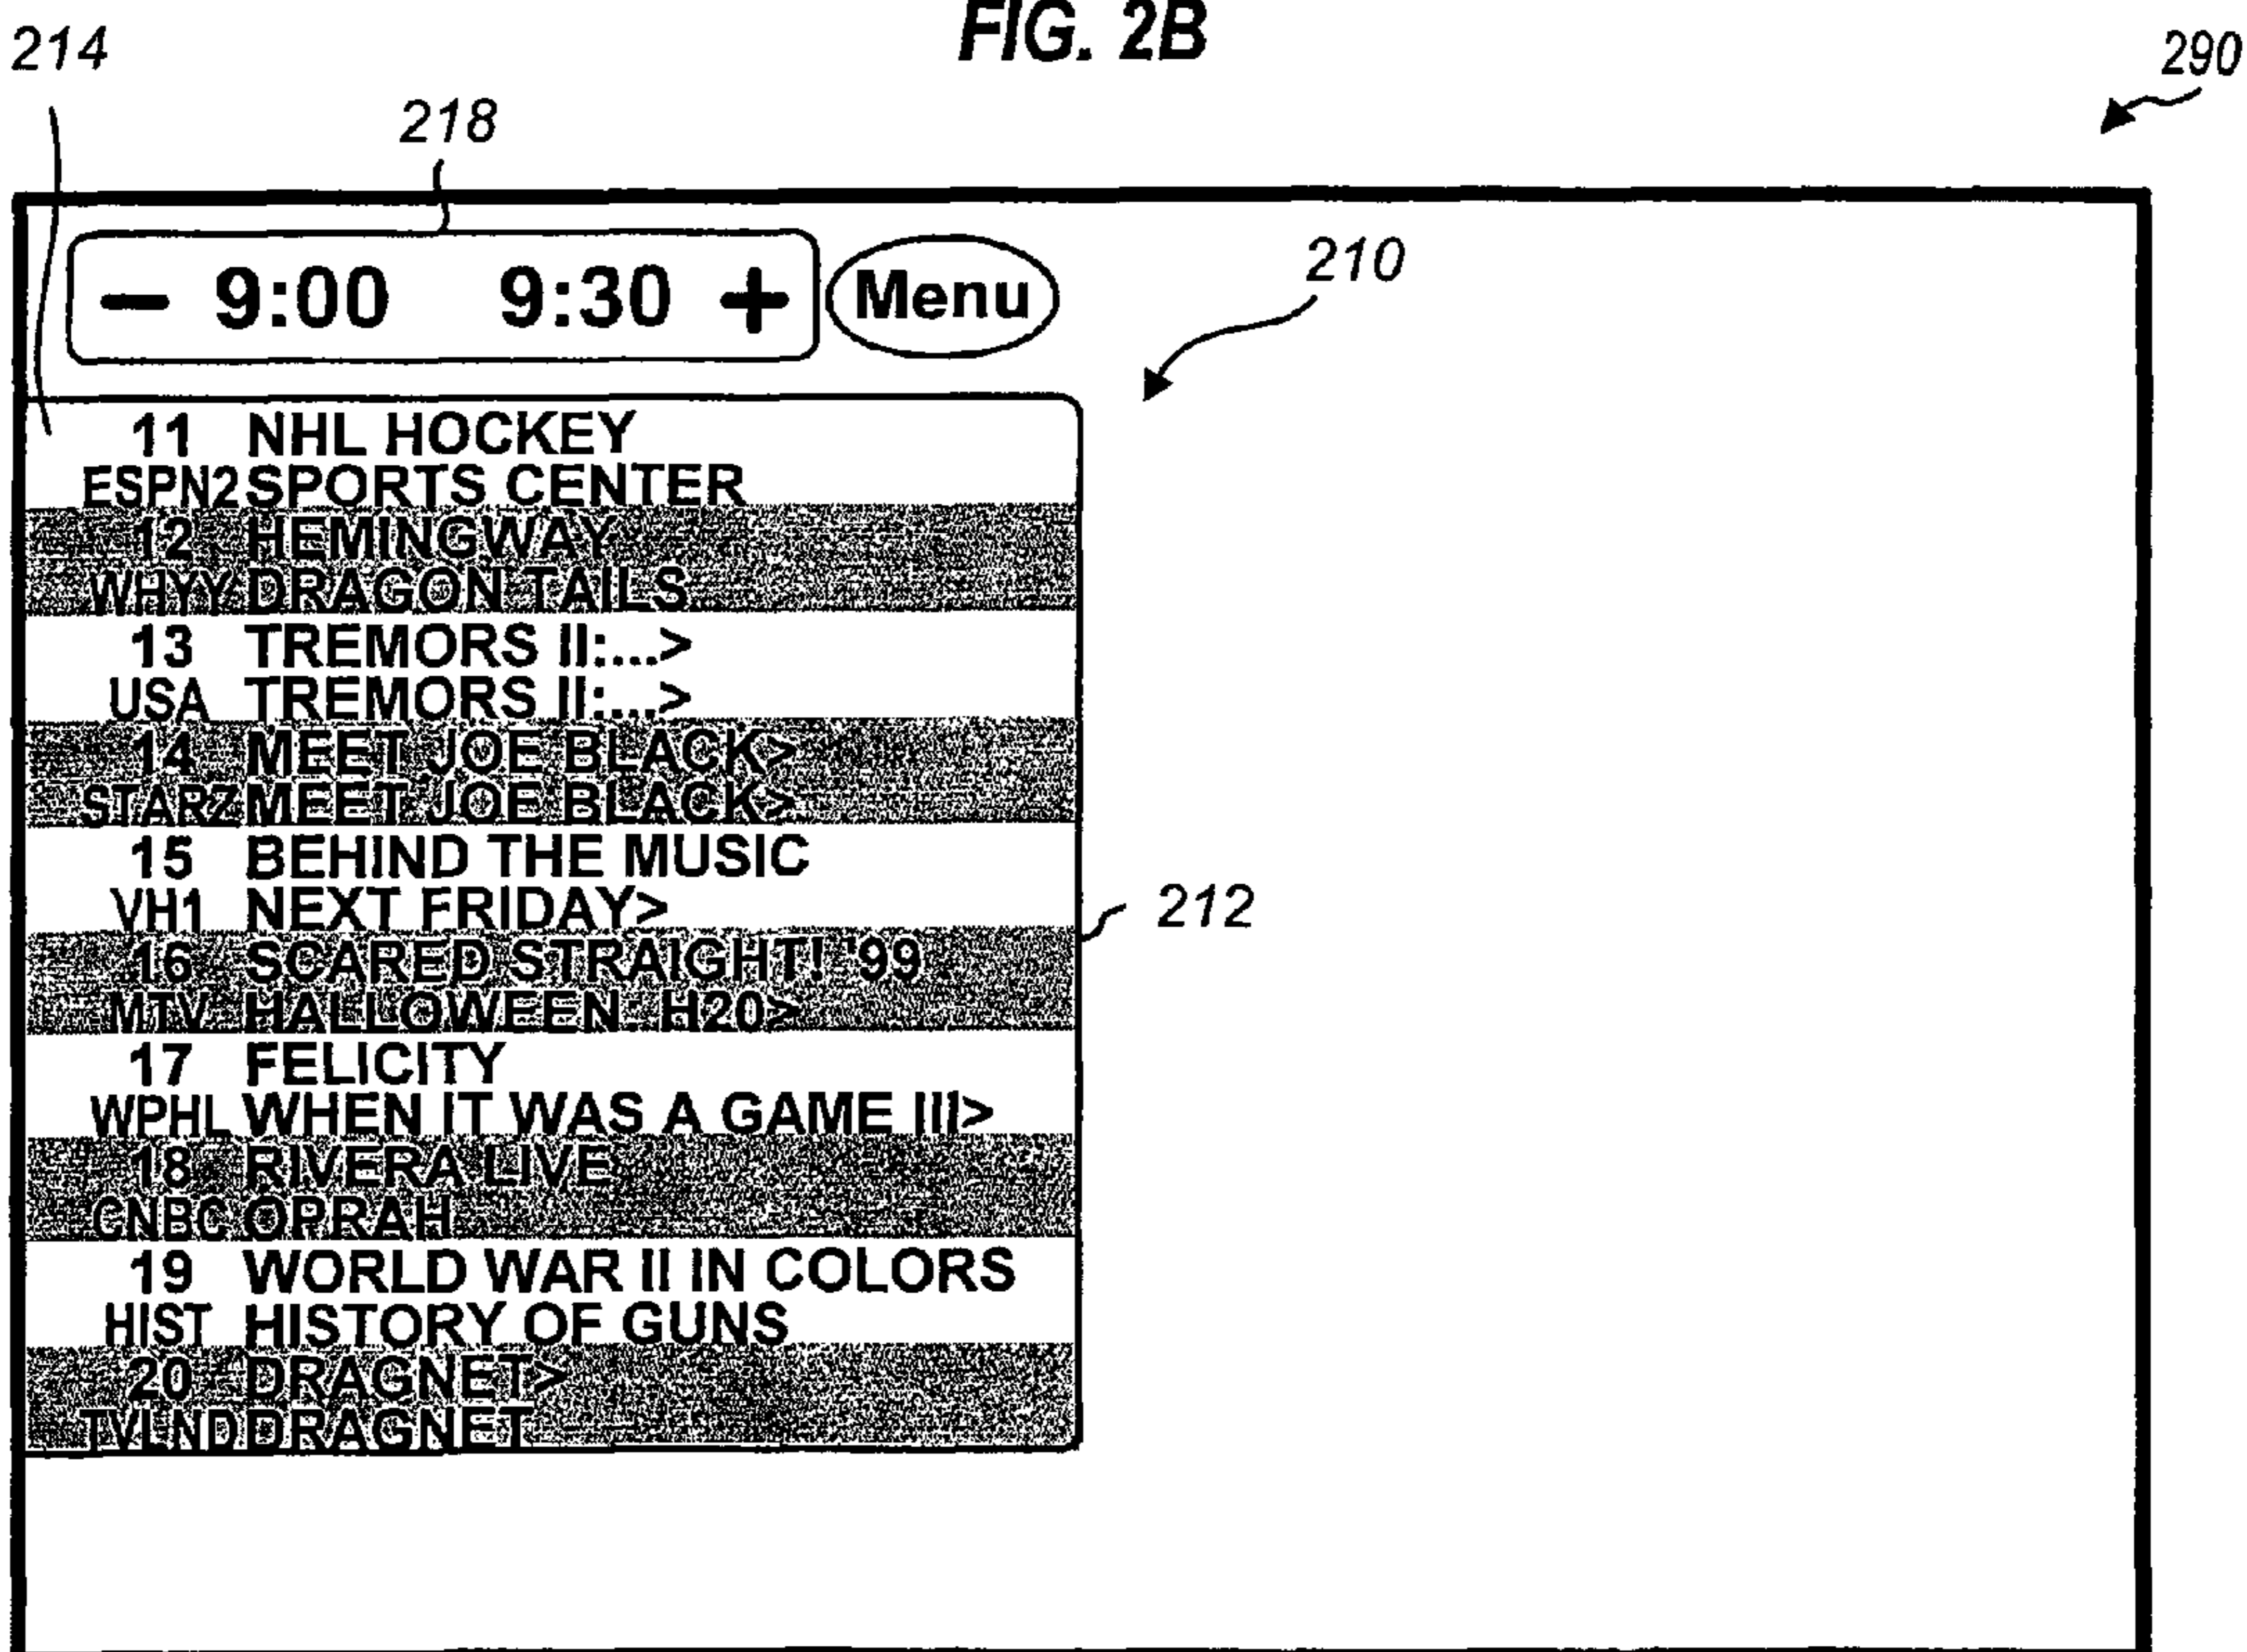 FIG. 2B
214
290
218
210
— 9:00 9:30 + Menu
11 NHL HOCKEY
ESPN2 SPORTS CENTER
12 HEMINGWAY
WHYY DRAGON TAILS
13 TREMORS II:...>
USA TREMORS II:...>
14 MEET JOE BLACK>
STARZ MEET JOE BLACK>
15 BEHIND THE MUSIC
VH1 NEXT FRIDAY>
212
16 SCARED STRAIGHT! '99
MTV HALLOWEEN: H20>
17 FELICITY
WPHL WHEN IT WAS A GAME III>
18 RIVERA LIVE
CNBC OPRAH
19 WORLD WAR II IN COLORS
HIST HISTORY OF GUNS
20 DRAGNET>
TVLND DRAGNET